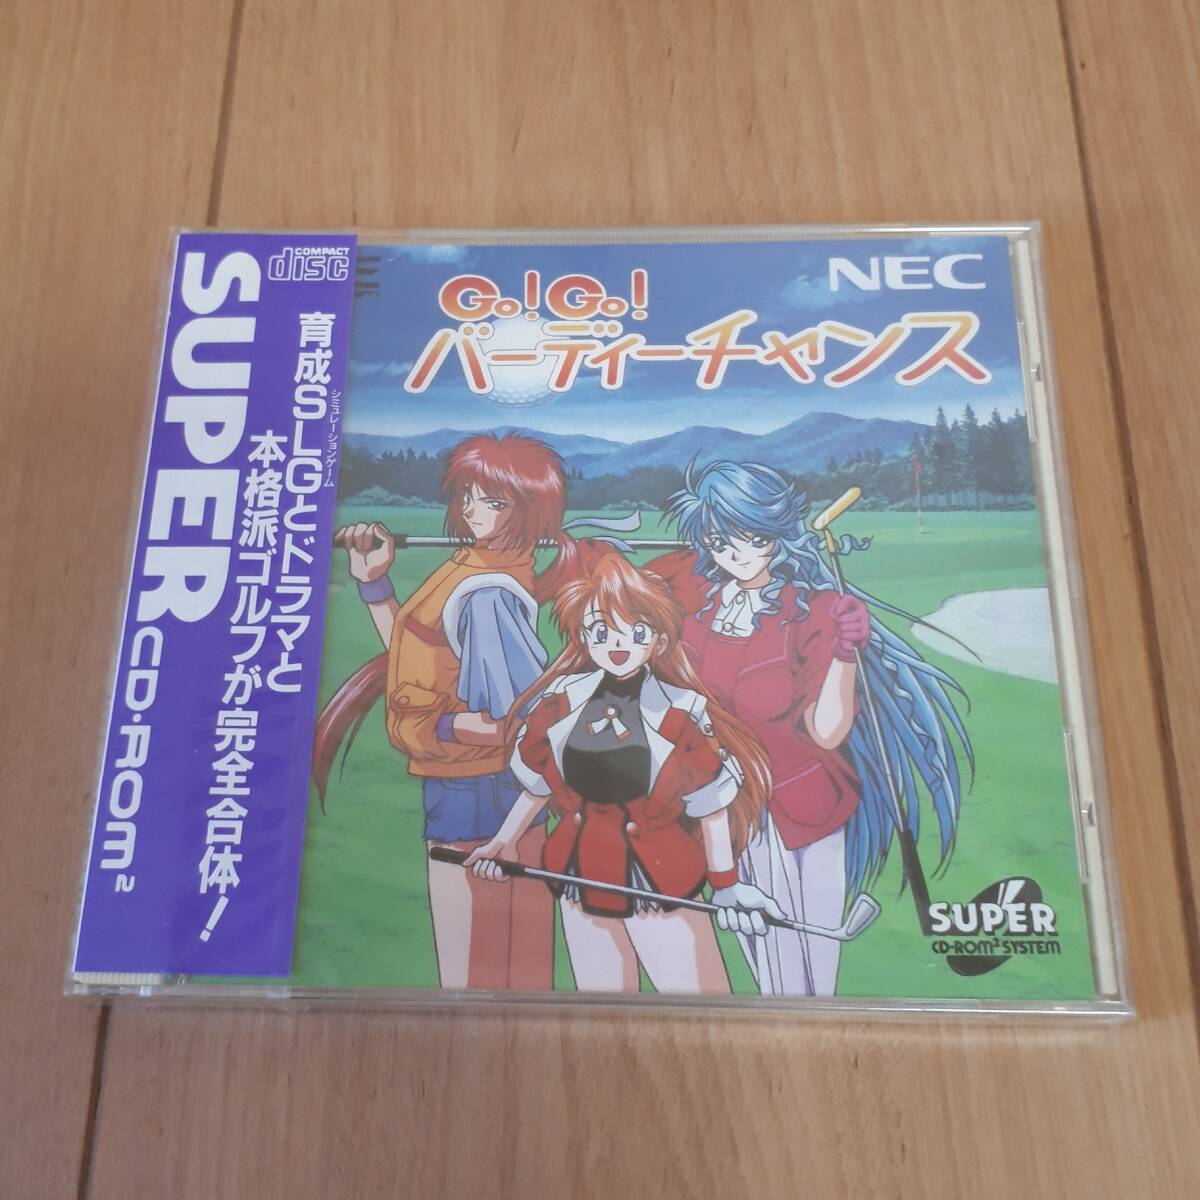 COMPACT
disc
SUPER CD-ROM²
育成SLGとドラマと
シミュレーションゲーム
本格派ゴルフが完全合体!
NEC
Go!Go!
バーディーチャンス
SUPER
CD-ROM² SYSTEM